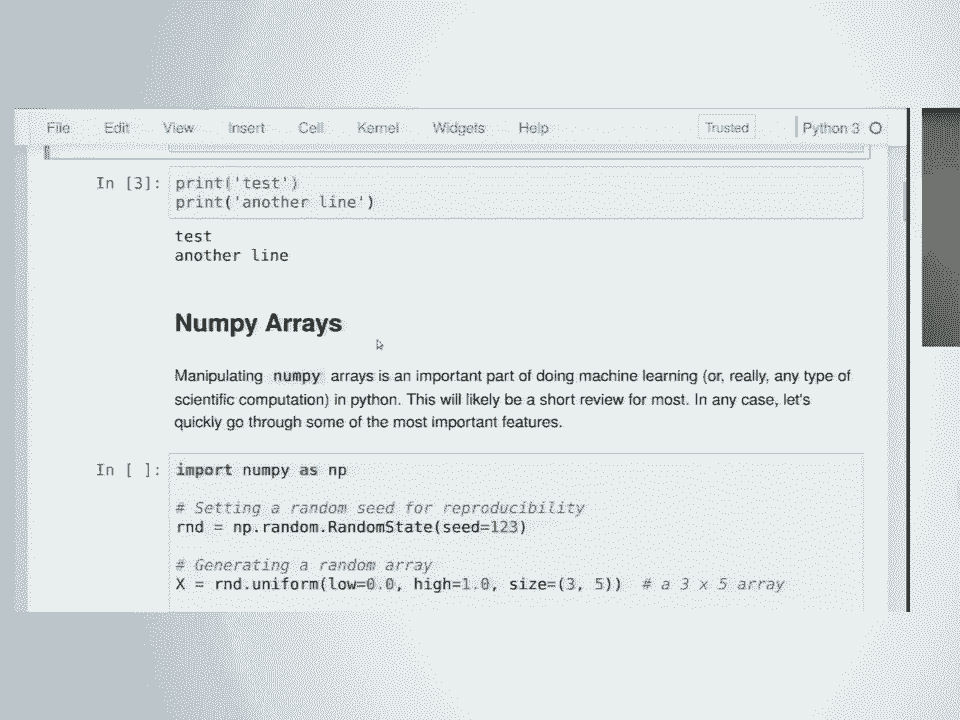 File Edit View Insert Cell Kernel Widgets Help Trusted Python 3
In [3]: print('test')
print('another line')
test
another line
Numpy Arrays
Manipulating numpy arrays is an important part of doing machine learning (or, really, any type of
scientific computation) in python. This will likely be a short review for most. In any case, let's
quickly go through some of the most important features.
In [ ]: import numpy as np
# Setting a random seed for reproducibility
rnd = np.random.RandomState(seed=123)
# Generating a random array
X = rnd.uniform(low=0.0, high=1.0, size=(3, 5))  # a 3 x 5 array